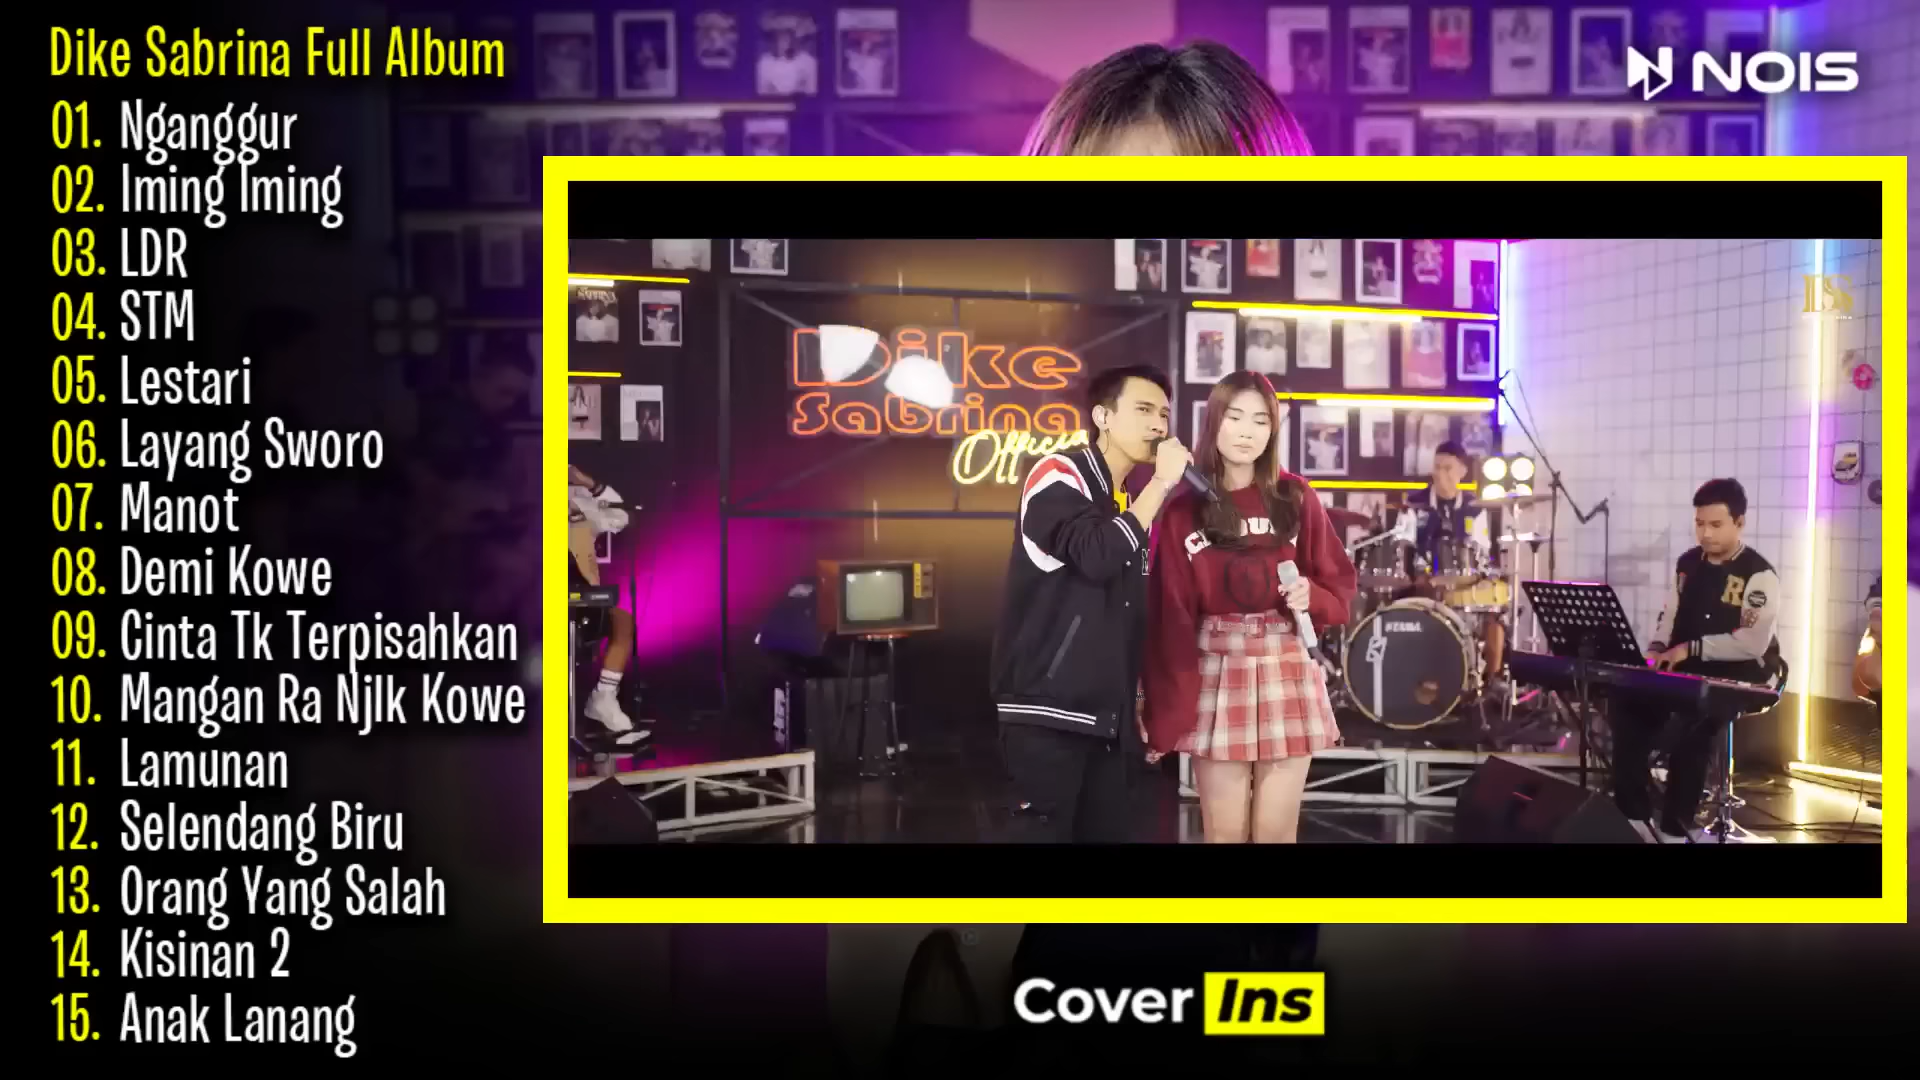 Dike Sabrina Full Album
01. Nganggur
02. Iming Iming
03. LDR
04. STM
05. Lestari
06. Layang Sworo
07. Manot
08. Demi Kowe
09. Cinta Tk Terpisahkan
10. Mangan Ra Njlk Kowe
11. Lamunan
12. Selendang Biru
13. Orang Yang Salah
14. Kisinan 2
15. Anak Lanang
NOIS
Dike
Sabrina
Official
TAMA
R
Cover Ins